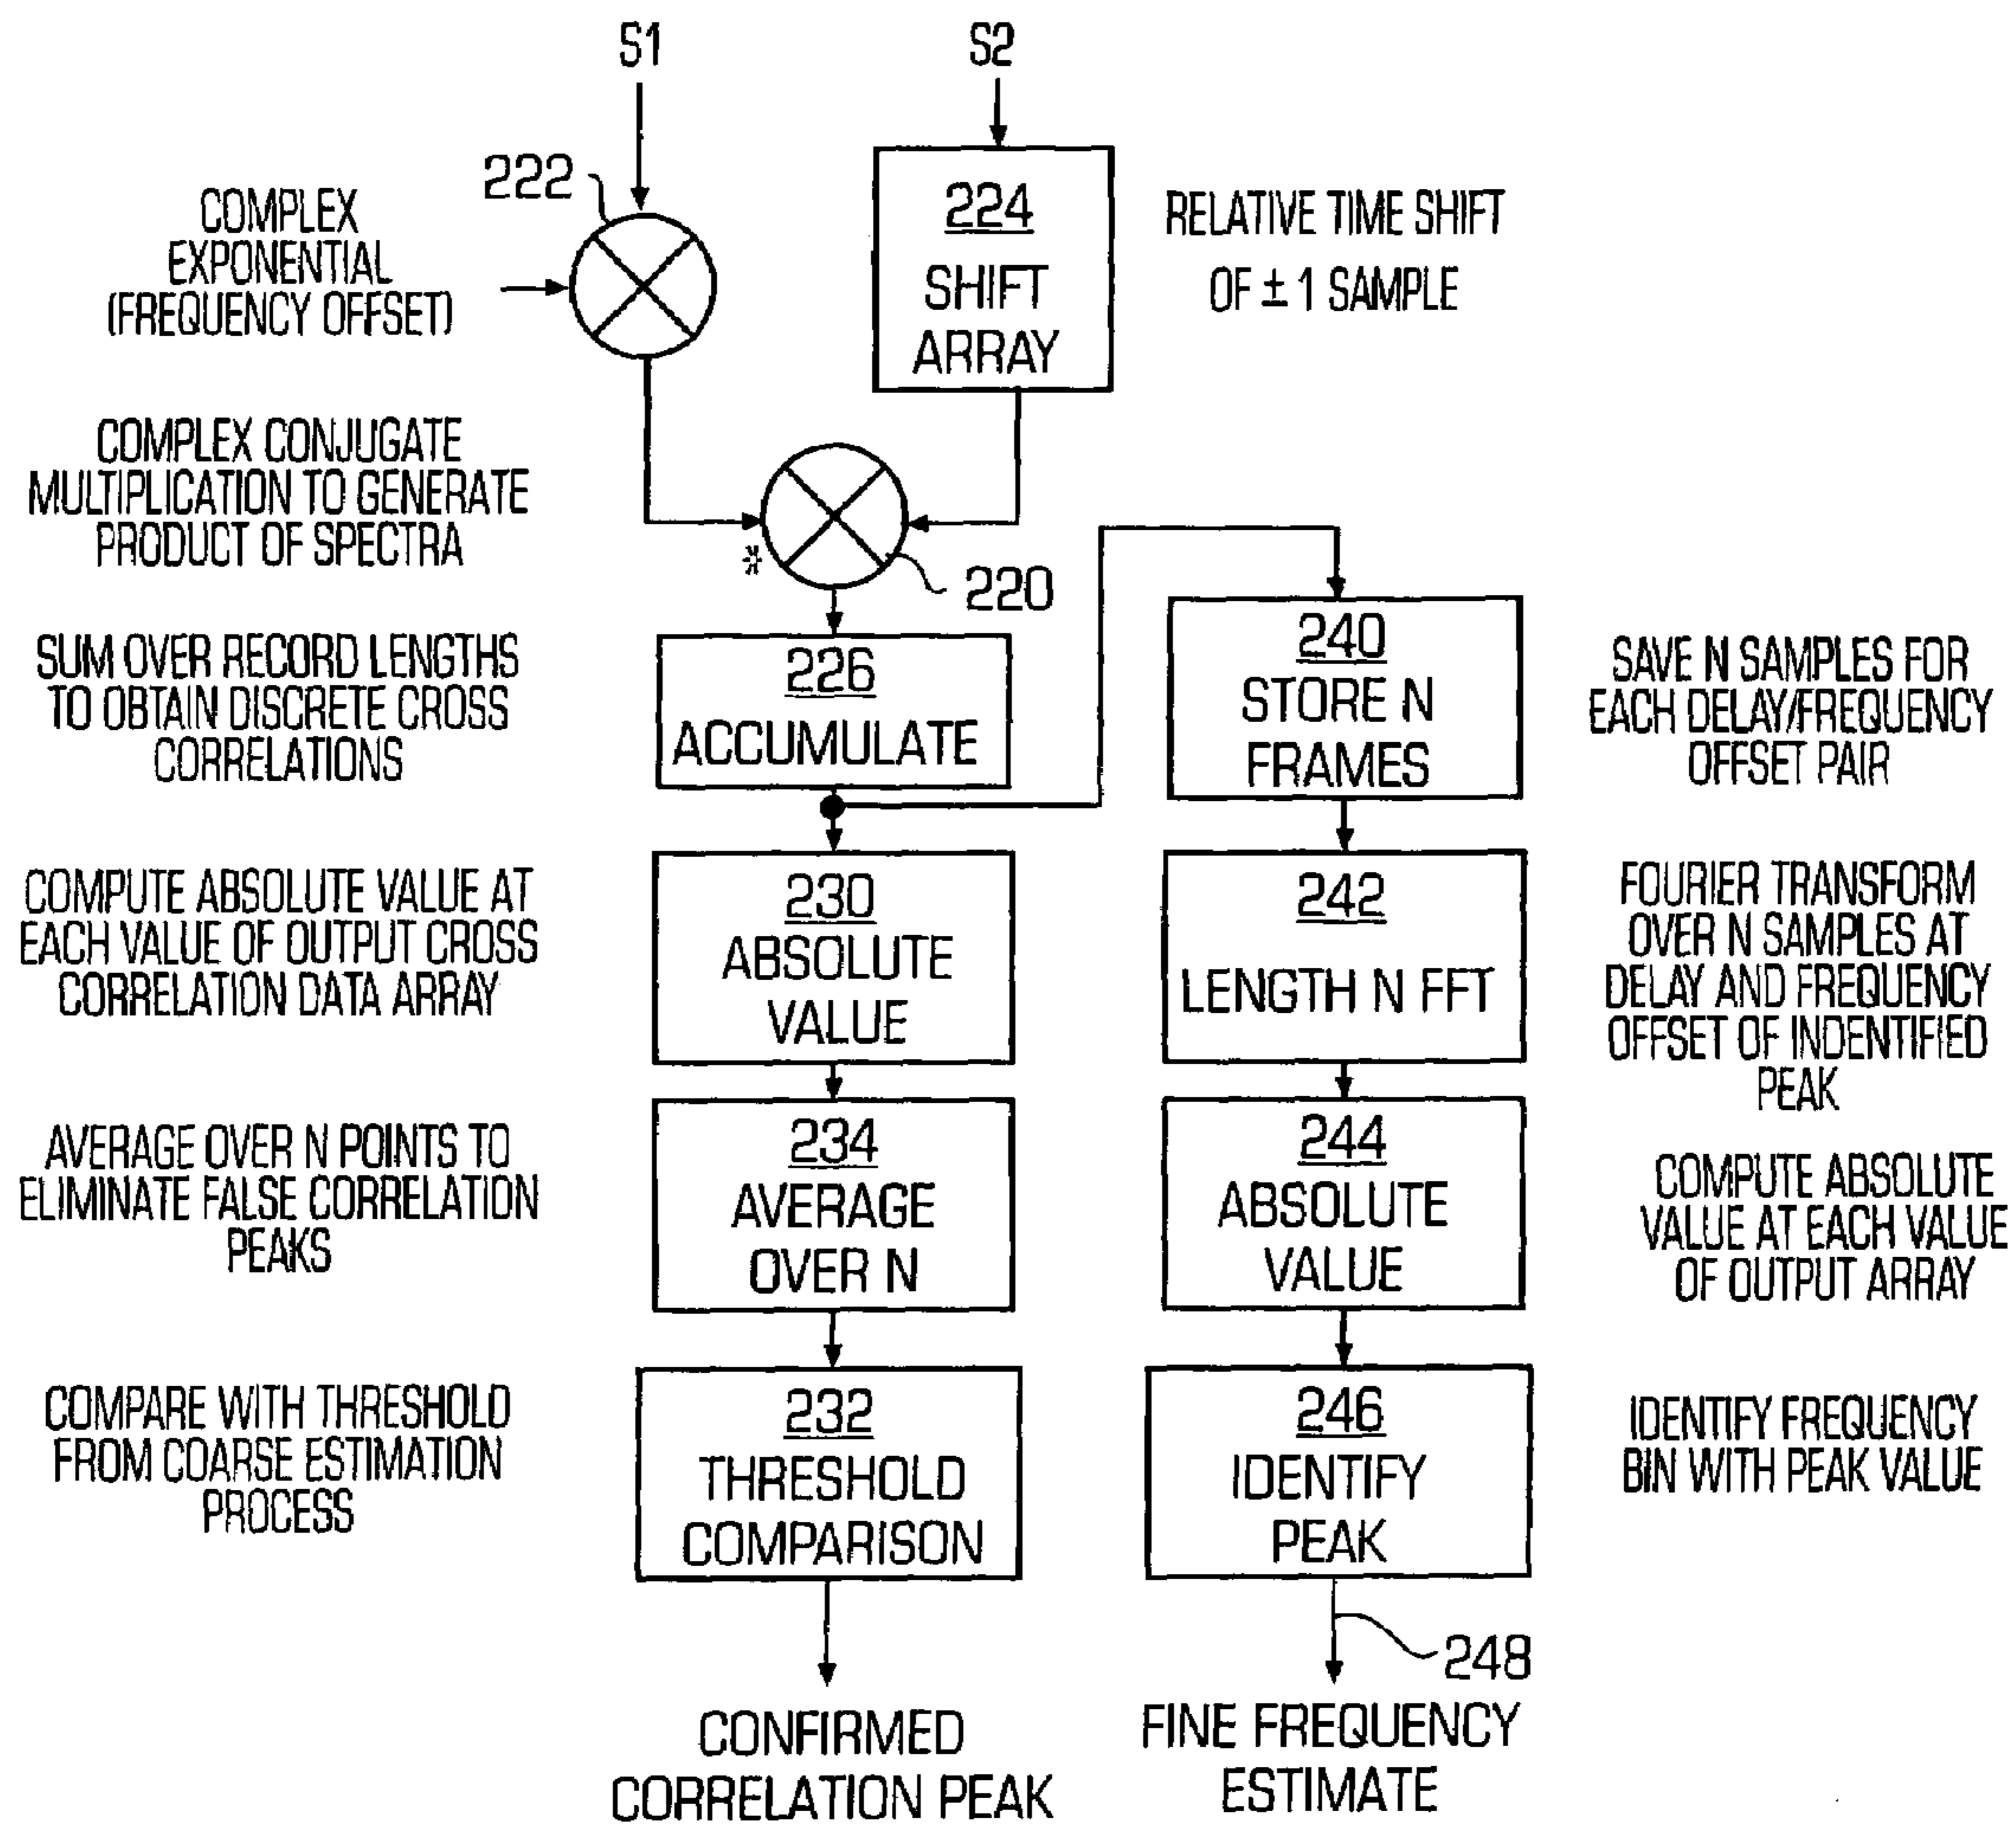 S1
S2
222
COMPLEX
EXPONENTIAL
(FREQUENCY OFFSET)
224
SHIFT
ARRAY
RELATIVE TIME SHIFT
OF ± 1 SAMPLE
COMPLEX CONJUGATE
MULTIPLICATION TO GENERATE
PRODUCT OF SPECTRA
*
220
SUM OVER RECORD LENGTHS
TO OBTAIN DISCRETE CROSS
CORRELATIONS
226
ACCUMULATE
240
STORE N
FRAMES
SAVE N SAMPLES FOR
EACH DELAY/FREQUENCY
OFFSET PAIR
COMPUTE ABSOLUTE VALUE AT
EACH VALUE OF OUTPUT CROSS
CORRELATION DATA ARRAY
230
ABSOLUTE
VALUE
242
LENGTH N FFT
FOURIER TRANSFORM
OVER N SAMPLES AT
DELAY AND FREQUENCY
OFFSET OF INDENTIFIED
PEAK
AVERAGE OVER N POINTS TO
ELIMINATE FALSE CORRELATION
PEAKS
234
AVERAGE
OVER N
244
ABSOLUTE
VALUE
COMPUTE ABSOLUTE
VALUE AT EACH VALUE
OF OUTPUT ARRAY
COMPARE WITH THRESHOLD
FROM COARSE ESTIMATION
PROCESS
232
THRESHOLD
COMPARISON
246
IDENTIFY
PEAK
IDENTIFY FREQUENCY
BIN WITH PEAK VALUE
248
CONFIRMED
CORRELATION PEAK
FINE FREQUENCY
ESTIMATE